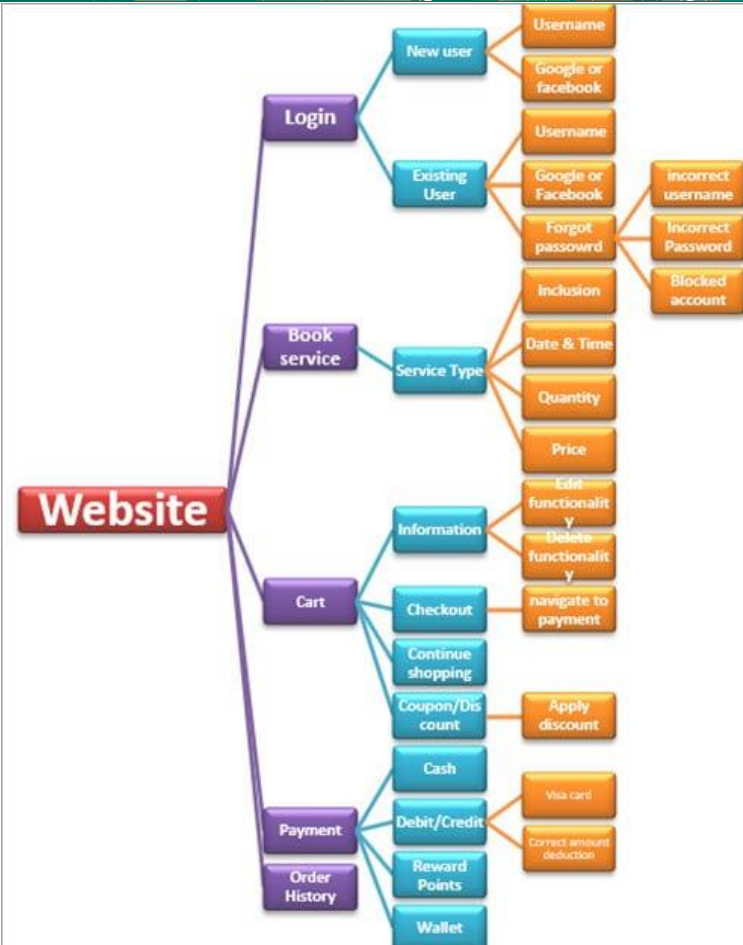 Website
Login
New user
Username
Google or
facebook
Existing
User
Username
Google or
Facebook
Forgot
passowrd
incorrect
username
Incorrect
Password
Blocked
account
Book
service
Service Type
Inclusion
Date & Time
Quantity
Price
Cart
Information
Edit
functionalit
y
Delete
functionalit
y
Checkout
navigate to
payment
Continue
shopping
Coupon/Dis
count
Apply
discount
Payment
Cash
Debit/Credit
Visa card
Correct amount
deduction
Reward
Points
Wallet
Order
History